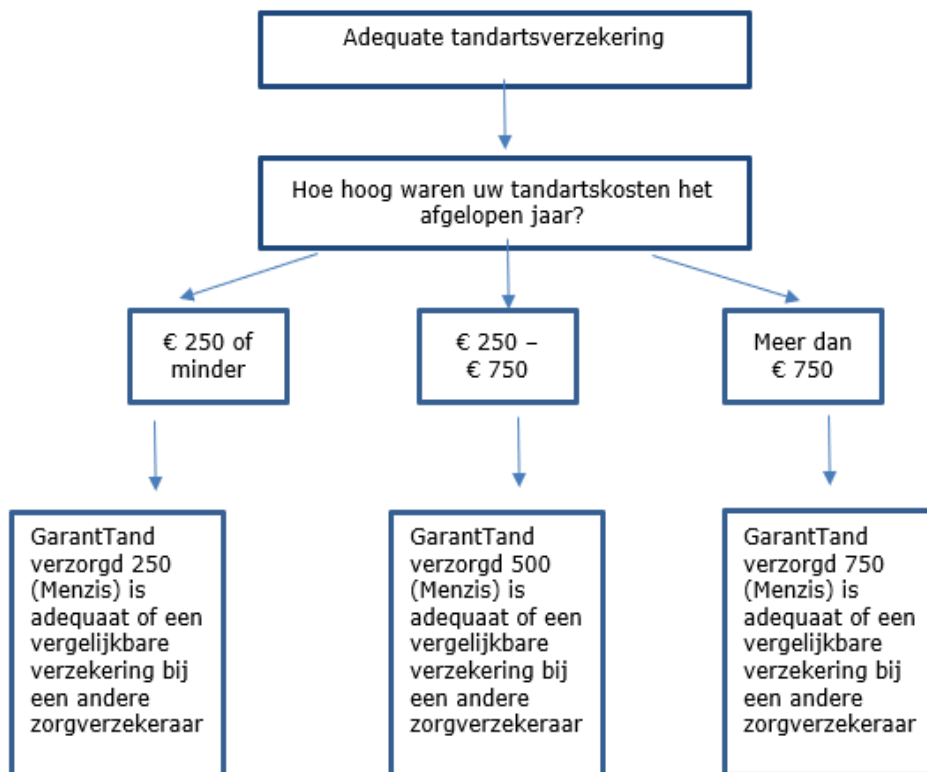 Adequate tandartsverzekering
Hoe hoog waren uw tandartskosten het
afgelopen jaar?
€ 250 of
minder
€ 250 –
€ 750
Meer dan
€ 750
GarantTand
verzorgd 250
(Menzis) is
adequaat of een
vergelijkbare
verzekering bij
een andere
zorgverzekeraar
GarantTand
verzorgd 500
(Menzis) is
adequaat of een
vergelijkbare
verzekering bij
een andere
zorgverzekeraar
GarantTand
verzorgd 750
(Menzis) is
adequaat of een
vergelijkbare
verzekering bij
een andere
zorgverzekeraar